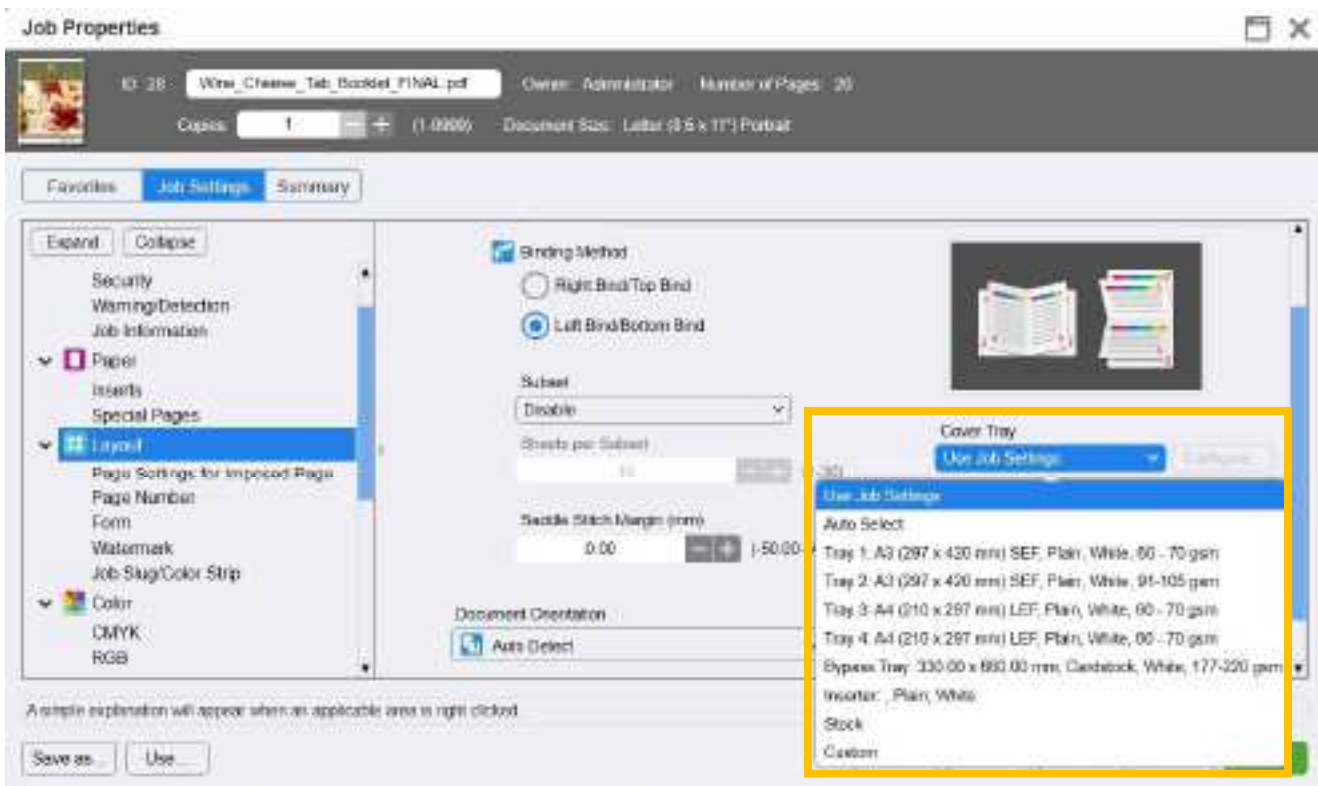 Job Properties
ID: 28 Wine_Cheese_Tab_Booklet_FINAL.pdf Owner: Administrator Number of Pages: 20
Copies: 1 (1-9999) Document Size: Letter (8.5 x 11") Portrait
Favorites Job Settings Summary
Expand Collapse
Security
Warning/Detection
Job Information
Paper
Inserts
Special Pages
Layout
Page Settings for Imposed Page
Page Number
Form
Watermark
Job Slug/Color Strip
Color
CMYK
RGB
Binding Method
Right Bind/Top Bind
Left Bind/Bottom Bind
Subset
Disable
Sheets per Subset
Saddle Stitch Margin (mm)
0.00 (-50.00-
Document Orientation
Auto Detect
Cover Tray
Use Job Settings Configure...
Use Job Settings
Auto Select
Tray 1: A3 (297 x 420 mm) SEF, Plain, White, 60 - 70 gsm
Tray 2: A3 (297 x 420 mm) SEF, Plain, White, 91-105 gsm
Tray 3: A4 (210 x 297 mm) LEF, Plain, White, 60 - 70 gsm
Tray 4: A4 (210 x 297 mm) LEF, Plain, White, 60 - 70 gsm
Bypass Tray: 330.00 x 660.00 mm, Cardstock, White, 177-220 gsm
Inserter: , Plain, White
Stock
Custom
A simple explanation will appear when an applicable area is right clicked.
Save as... Use...